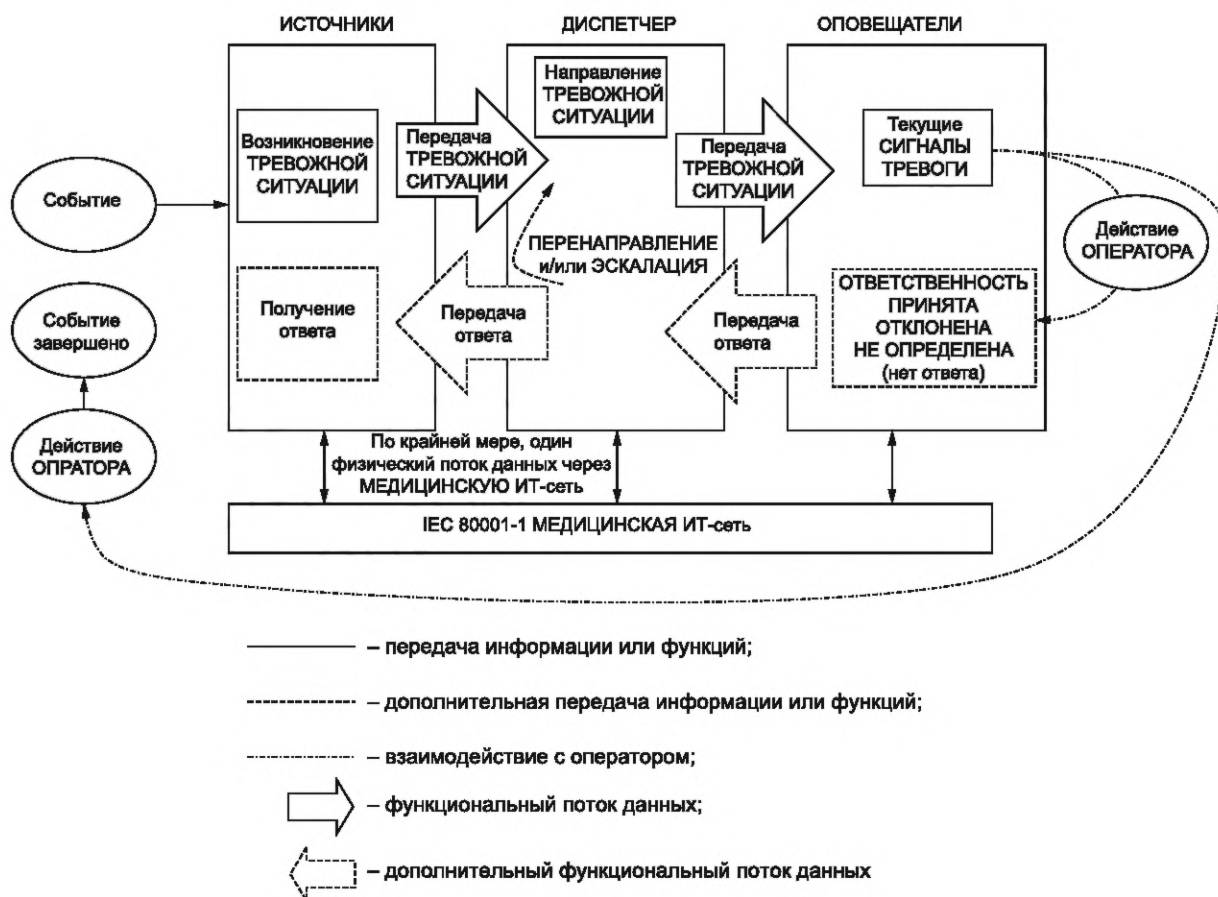 ИСТОЧНИКИ
ДИСПЕТЧЕР
ОПОВЕЩАТЕЛИ
Событие
Возникновение
ТРЕВОЖНОЙ
СИТУАЦИИ
Передача
ТРЕВОЖНОЙ
СИТУАЦИИ
Направление
ТРЕВОЖНОЙ
СИТУАЦИИ
Передача
ТРЕВОЖНОЙ
СИТУАЦИИ
Текущие
СИГНАЛЫ
ТРЕВОГИ
Действие
ОПЕРАТОРА
ПЕРЕНАПРАВЛЕНИЕ
и/или ЭСКАЛАЦИЯ
ОТВЕТСТВЕННОСТЬ
ПРИНЯТА
ОТКЛОНЕНА
НЕ ОПРЕДЕЛЕНА
(нет ответа)
Передача
ответа
Передача
ответа
Получение
ответа
Событие
завершено
Действие
ОПРАТОРА
По крайней мере, один
физический поток данных через
МЕДИЦИНСКУЮ ИТ-сеть
IEC 80001-1 МЕДИЦИНСКАЯ ИТ-сеть
– передача информации или функций;
– дополнительная передача информации или функций;
– взаимодействие с оператором;
– функциональный поток данных;
– дополнительный функциональный поток данных